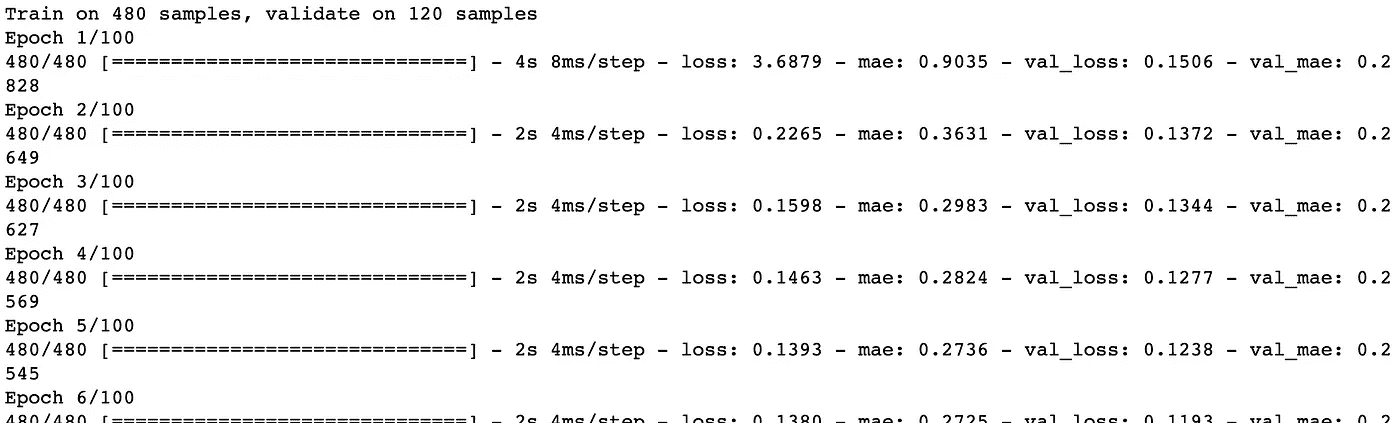 Train on 480 samples, validate on 120 samples
Epoch 1/100
480/480 [==============================] - 4s 8ms/step - loss: 3.6879 - mae: 0.9035 - val_loss: 0.1506 - val_mae: 0.2
828
Epoch 2/100
480/480 [==============================] - 2s 4ms/step - loss: 0.2265 - mae: 0.3631 - val_loss: 0.1372 - val_mae: 0.2
649
Epoch 3/100
480/480 [==============================] - 2s 4ms/step - loss: 0.1598 - mae: 0.2983 - val_loss: 0.1344 - val_mae: 0.2
627
Epoch 4/100
480/480 [==============================] - 2s 4ms/step - loss: 0.1463 - mae: 0.2824 - val_loss: 0.1277 - val_mae: 0.2
569
Epoch 5/100
480/480 [==============================] - 2s 4ms/step - loss: 0.1393 - mae: 0.2736 - val_loss: 0.1238 - val_mae: 0.2
545
Epoch 6/100
480/480 [==============================] - 2s 4ms/step - loss: 0.1380 - mae: 0.2725 - val_loss: 0.1193 - val_mae: 0.2